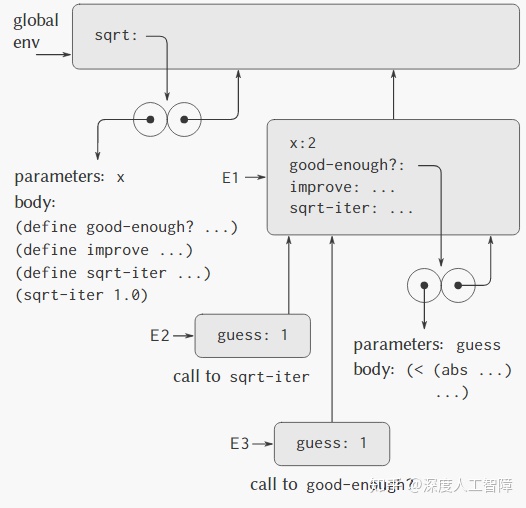 global
env
sqrt:
parameters: x
body:
(define good-enough? ...)
(define improve ...)
(define sqrt-iter ...)
(sqrt-iter 1.0)
E1
x:2
good-enough?:
improve: ...
sqrt-iter: ...
parameters: guess
body: (< (abs ...)
...)
E2
guess: 1
call to sqrt-iter
E3
guess: 1
call to good-enough?
知乎 @深度人工智障